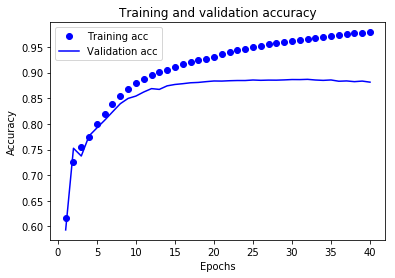 Training and validation accuracy
Training acc
Validation acc
Accuracy
0.95
0.90
0.85
0.80
0.75
0.70
0.65
0.60
0 5 10 15 20 25 30 35 40
Epochs